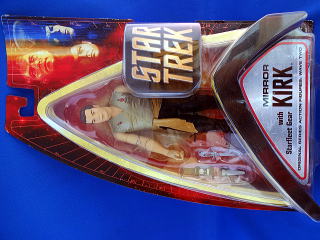 STAR
TREK
MIRROR
KIRK
with
Starfleet Gear
ORIGINAL SERIES ACTION FIGURES, WAVE TWO